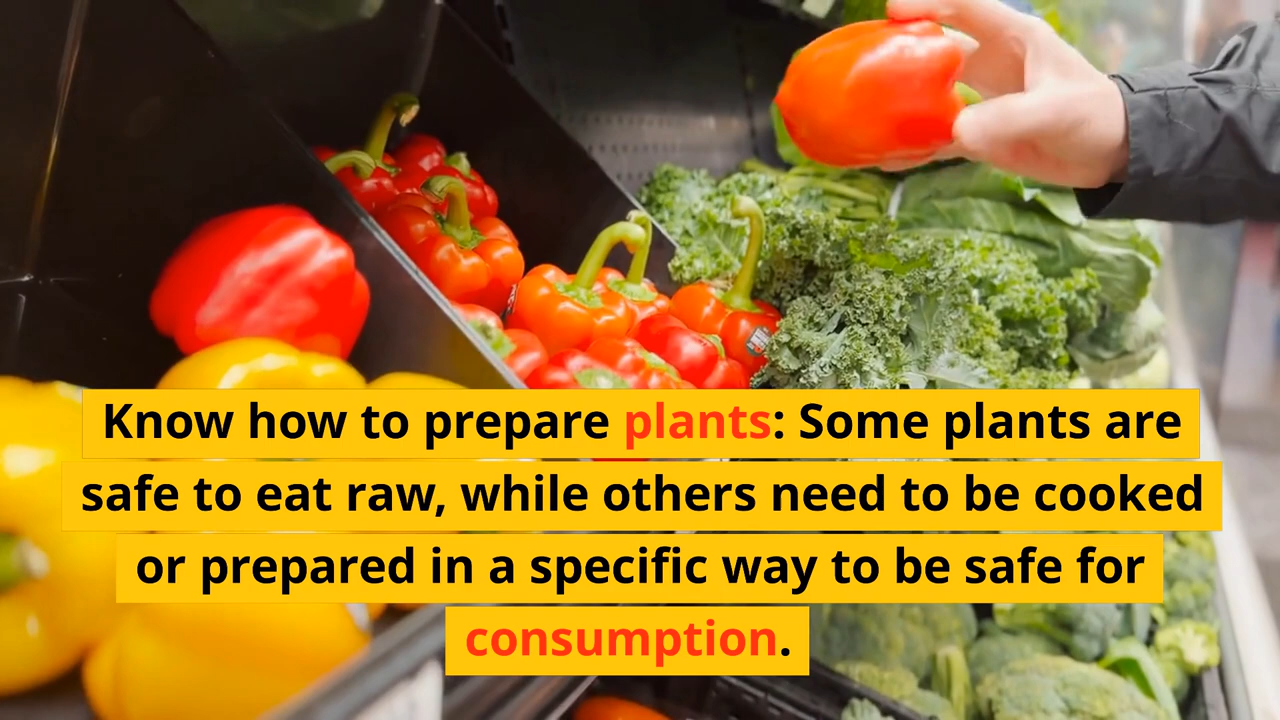 Know how to prepare plants: Some plants are
safe to eat raw, while others need to be cooked
or prepared in a specific way to be safe for
consumption.